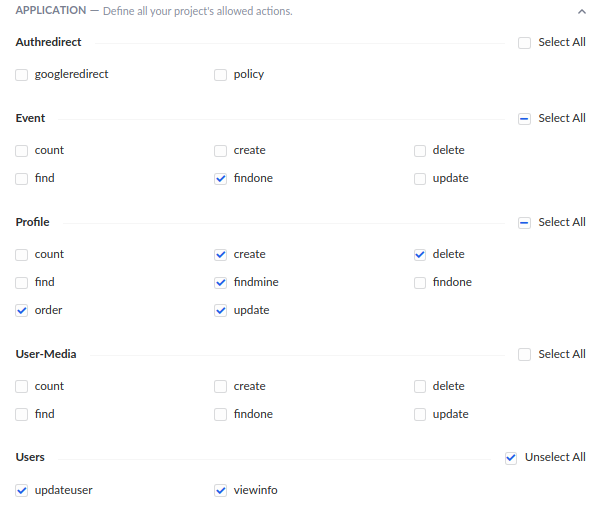 APPLICATION — Define all your project's allowed actions.
Authredirect Select All
googleredirect policy
Event Select All
count create delete
find findone update
Profile Select All
count create delete
find findmine findone
order update
User-Media Select All
count create delete
find findone update
Users Unselect All
updateuser viewinfo